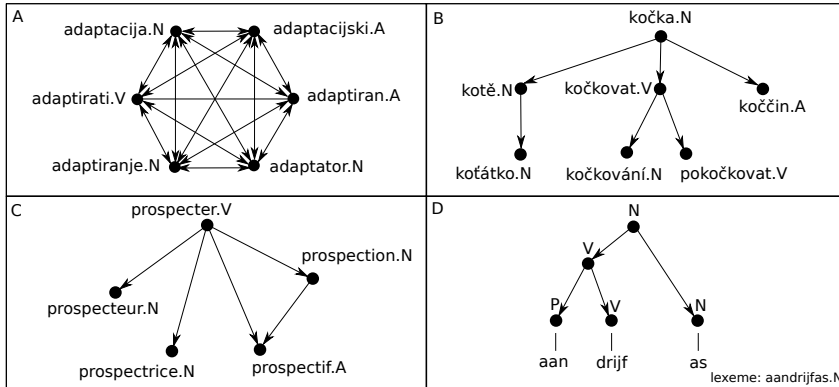 A
adaptacija.N
adaptacijski.A
adaptirati.V
adaptiran.A
adaptiranje.N
adaptator.N
B
kočka.N
kotě.N
kočkovat.V
koččin.A
koťátko.N
kočkování.N
pokočkovat.V
C
prospecter.V
prospection.N
prospecteur.N
prospectrice.N
prospectif.A
D
N
V
P
V
N
aan
drijf
as
lexeme: aandrijfas.N